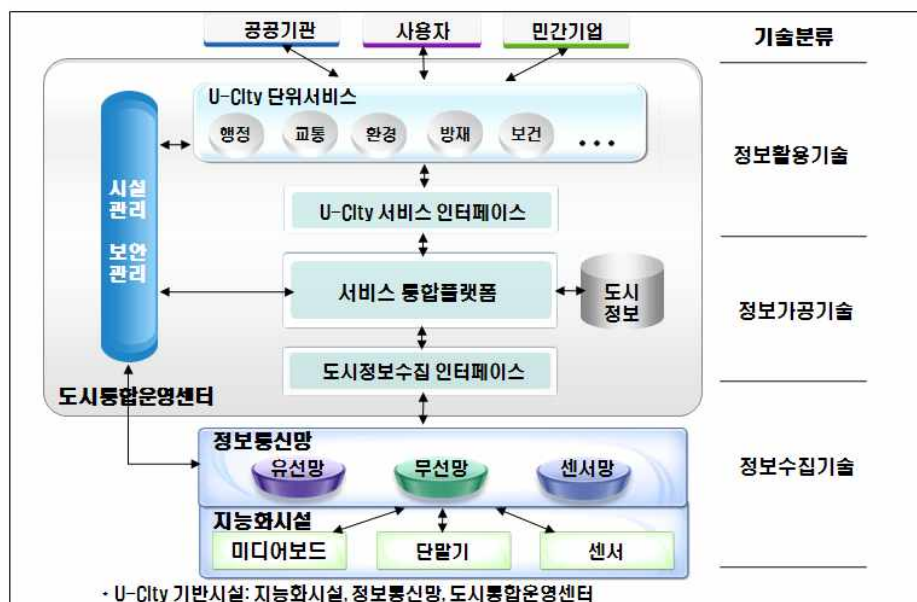 공공기관
사용자
민간기업
기술분류
U-CIty 단위서비스
행정
교통
환경
방재
보건
...
정보활용기술
시설
관리
보안
관리
U-CIty 서비스 인터페이스
서비스 통합플랫폼
도시
정보
정보가공기술
도시정보수집 인터페이스
도시통합운영센터
정보통신망
유선망
무선망
센서망
정보수집기술
지능화시설
미디어보드
단말기
센서
• U-CIty 기반시설: 지능화시설, 정보통신망, 도시통합운영센터